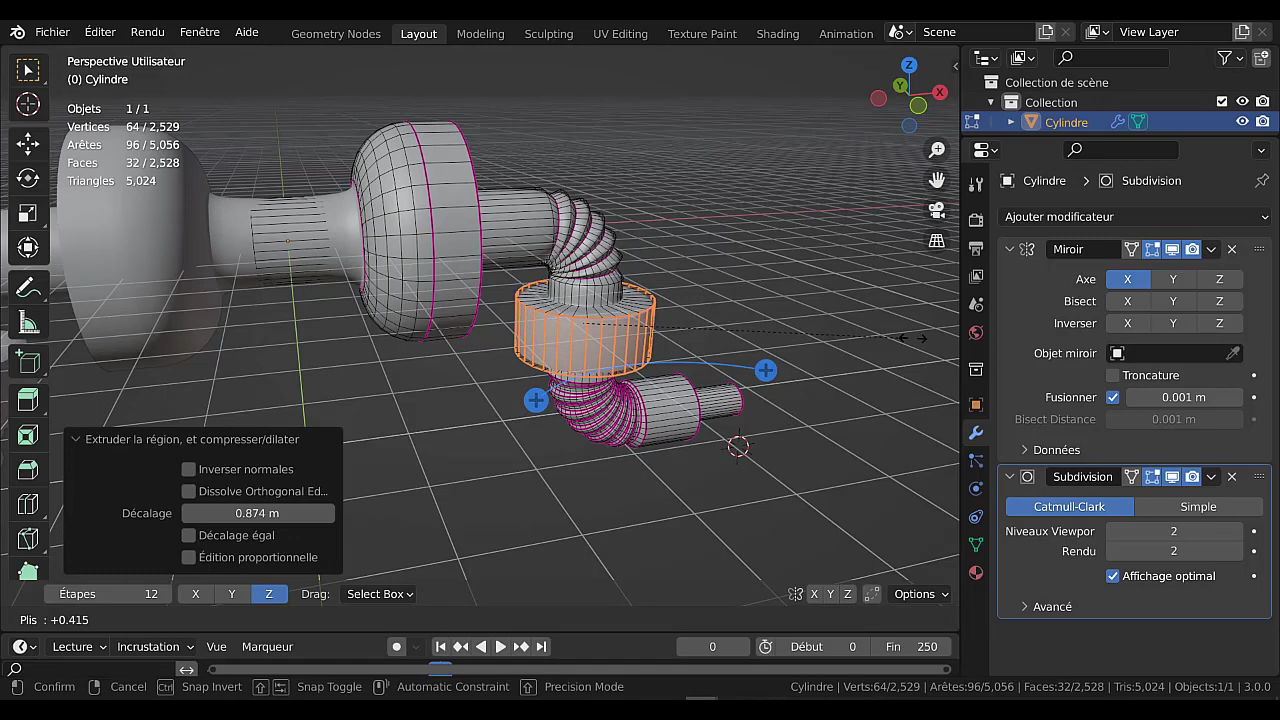 Fichier Éditer Rendu Fenêtre Aide
Geometry Nodes Layout Modeling Sculpting UV Editing Texture Paint Shading Animation
Scene
View Layer
Perspective Utilisateur
(0) Cylindre
Objets 1 / 1
Vertices 64 / 2,529
Arêtes 96 / 5,056
Faces 32 / 2,528
Triangles 5,024
Z
Y
X
Collection de scène
Collection
Cylindre
Cylindre > Subdivision
Ajouter modificateur
Miroir
Axe X Y Z
Bisect X Y Z
Inverser X Y Z
Objet miroir
Troncature
Fusionner 0.001 m
Bisect Distance 0.001 m
Données
Subdivision
Catmull-Clark Simple
Niveaux Viewpor 2
Rendu 2
Affichage optimal
Avancé
Extruder la région, et compresser/dilater
Inverser normales
Dissolve Orthogonal Ed...
Décalage 0.874 m
Décalage égal
Édition proportionnelle
Étapes 12 X Y Z Drag: Select Box
X Y Z Options
Plis : +0.415
Lecture Incrustation Vue Marqueur
0 Début 0 Fin 250
Confirm Cancel Ctrl Snap Invert Snap Toggle Automatic Constraint Precision Mode
Cylindre | Verts:64/2,529 | Arêtes:96/5,056 | Faces:32/2,528 | Tris:5,024 | Objects:1/1 | 3.0.0